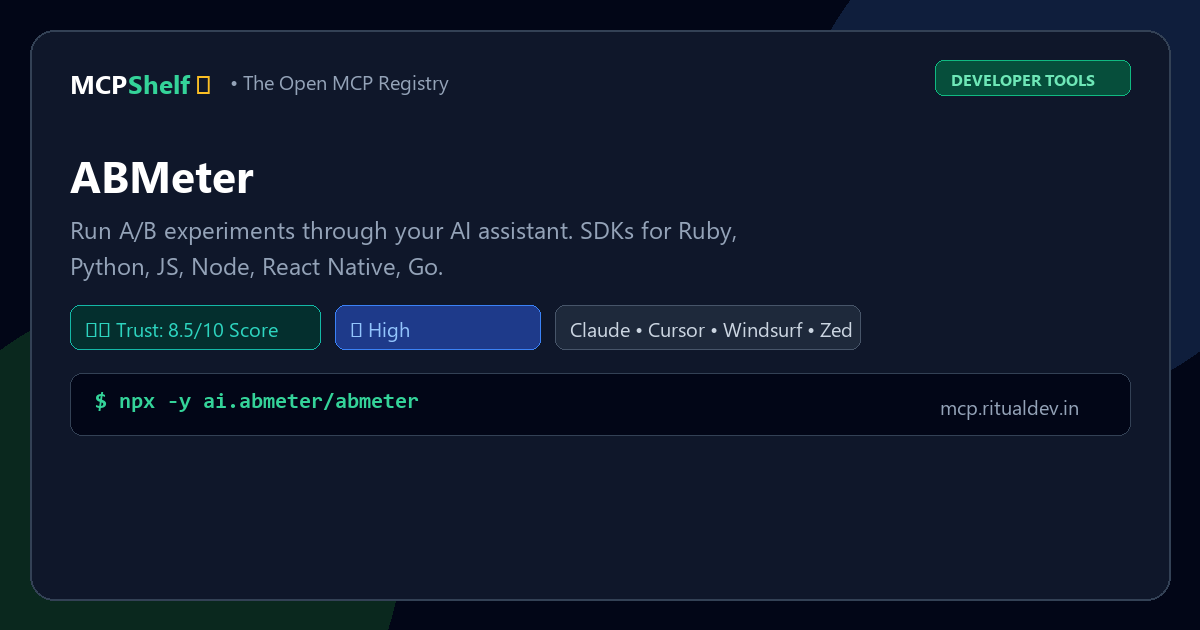 MCPShelf • The Open MCP Registry
DEVELOPER TOOLS
ABMeter
Run A/B experiments through your AI assistant. SDKs for Ruby,
Python, JS, Node, React Native, Go.
Trust: 8.5/10 Score
High
Claude • Cursor • Windsurf • Zed
$ npx -y ai.abmeter/abmeter
mcp.ritualdev.in